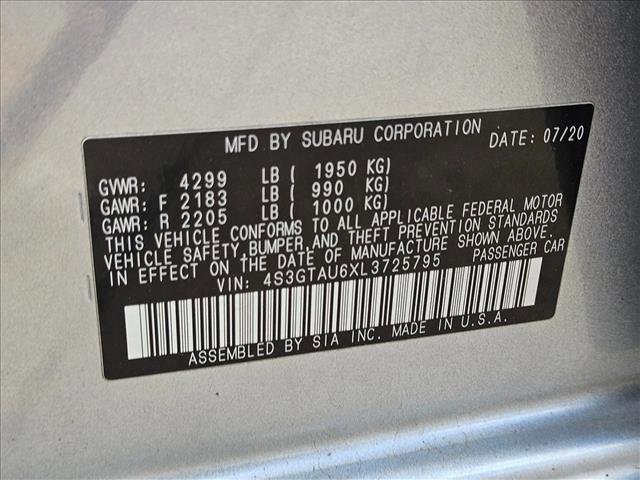 MFD. BY SUBARU CORPORATION DATE: 07/20
GVWR: 4299 LB ( 1950 KG)
GAWR: F 2183 LB ( 990 KG)
GAWR: R 2205 LB ( 1000 KG)
THIS VEHICLE CONFORMS TO ALL APPLICABLE FEDERAL MOTOR
VEHICLE SAFETY, BUMPER, AND THEFT PREVENTION STANDARDS
IN EFFECT ON THE DATE OF MANUFACTURE SHOWN ABOVE.
VIN: 4S3GTAU6XL3725795 PASSENGER CAR
ASSEMBLED BY SIA INC. MADE IN U.S.A.